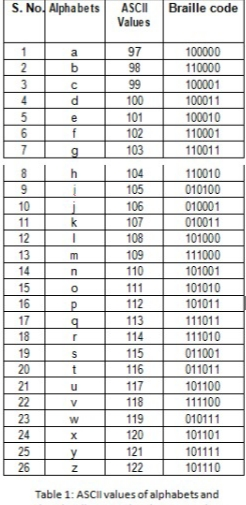 S. No. Alphabets ASCII Values Braille code
1 a 97 100000
2 b 98 110000
3 c 99 100001
4 d 100 100011
5 e 101 100010
6 f 102 110001
7 g 103 110011
8 h 104 110010
9 i 105 010100
10 j 106 010001
11 k 107 010011
12 l 108 101000
13 m 109 111000
14 n 110 101001
15 o 111 101010
16 p 112 101011
17 q 113 111011
18 r 114 111010
19 s 115 011001
20 t 116 011011
21 u 117 101100
22 v 118 111100
23 w 119 010111
24 x 120 101101
25 y 121 101111
26 z 122 101110
Table 1: ASCII values of alphabets and